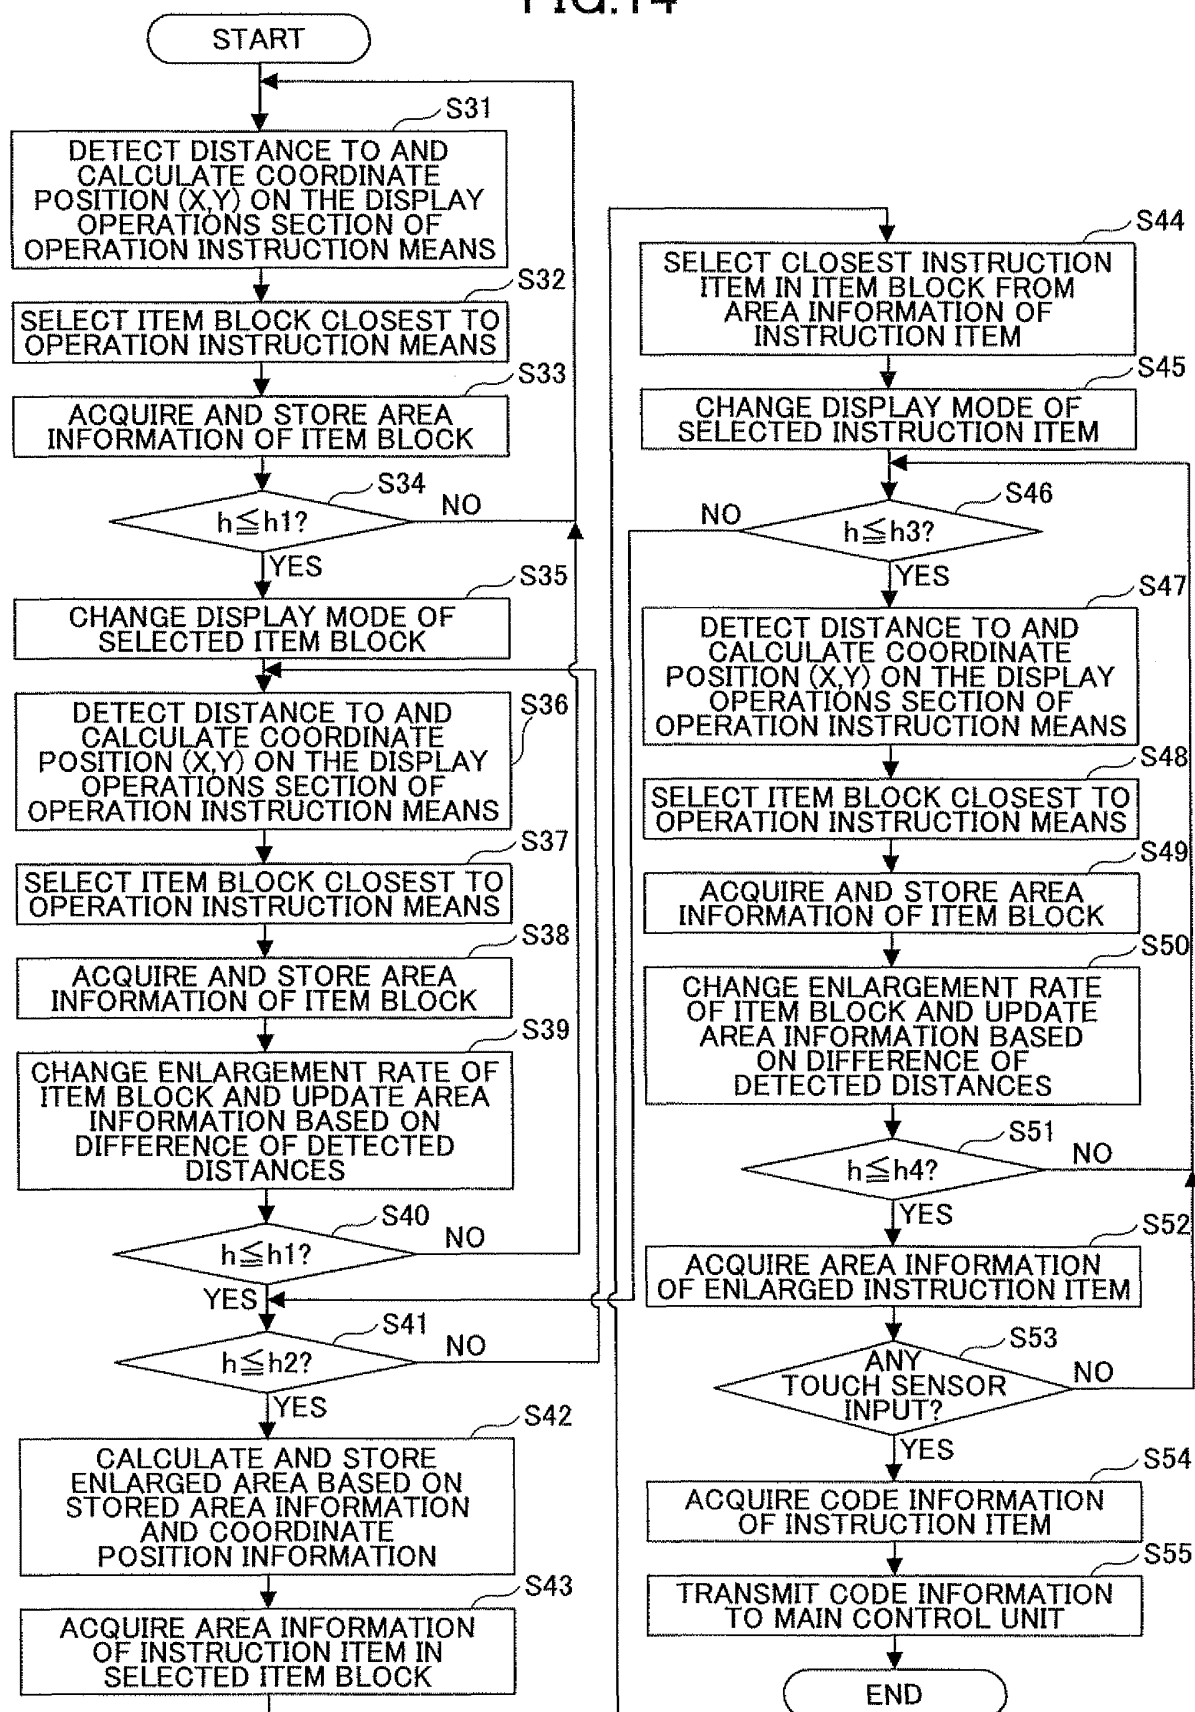 FIG.14
START
S31
DETECT DISTANCE TO AND
CALCULATE COORDINATE
POSITION (X,Y) ON THE DISPLAY
OPERATIONS SECTION OF
OPERATION INSTRUCTION MEANS
S32
SELECT ITEM BLOCK CLOSEST TO
OPERATION INSTRUCTION MEANS
S33
ACQUIRE AND STORE AREA
INFORMATION OF ITEM BLOCK
S34
h≦h1?
NO
YES
S35
CHANGE DISPLAY MODE OF
SELECTED ITEM BLOCK
S36
DETECT DISTANCE TO AND
CALCULATE COORDINATE
POSITION (X,Y) ON THE DISPLAY
OPERATIONS SECTION OF
OPERATION INSTRUCTION MEANS
S37
SELECT ITEM BLOCK CLOSEST TO
OPERATION INSTRUCTION MEANS
S38
ACQUIRE AND STORE AREA
INFORMATION OF ITEM BLOCK
S39
CHANGE ENLARGEMENT RATE OF
ITEM BLOCK AND UPDATE AREA
INFORMATION BASED ON
DIFFERENCE OF DETECTED
DISTANCES
S40
h≦h1?
NO
YES
S41
h≦h2?
NO
YES
S42
CALCULATE AND STORE
ENLARGED AREA BASED ON
STORED AREA INFORMATION
AND COORDINATE
POSITION INFORMATION
S43
ACQUIRE AREA INFORMATION
OF INSTRUCTION ITEM IN
SELECTED ITEM BLOCK
S44
SELECT CLOSEST INSTRUCTION
ITEM IN ITEM BLOCK FROM
AREA INFORMATION OF
INSTRUCTION ITEM
S45
CHANGE DISPLAY MODE OF
SELECTED INSTRUCTION ITEM
S46
NO
h≦h3?
YES
S47
DETECT DISTANCE TO AND
CALCULATE COORDINATE
POSITION (X,Y) ON THE DISPLAY
OPERATIONS SECTION OF
OPERATION INSTRUCTION MEANS
S48
SELECT ITEM BLOCK CLOSEST TO
OPERATION INSTRUCTION MEANS
S49
ACQUIRE AND STORE AREA
INFORMATION OF ITEM BLOCK
S50
CHANGE ENLARGEMENT RATE
OF ITEM BLOCK AND UPDATE
AREA INFORMATION BASED
ON DIFFERENCE OF
DETECTED DISTANCES
S51
h≦h4?
NO
YES
S52
ACQUIRE AREA INFORMATION
OF ENLARGED INSTRUCTION ITEM
S53
ANY
TOUCH SENSOR
INPUT?
NO
YES
S54
ACQUIRE CODE INFORMATION
OF INSTRUCTION ITEM
S55
TRANSMIT CODE INFORMATION
TO MAIN CONTROL UNIT
END